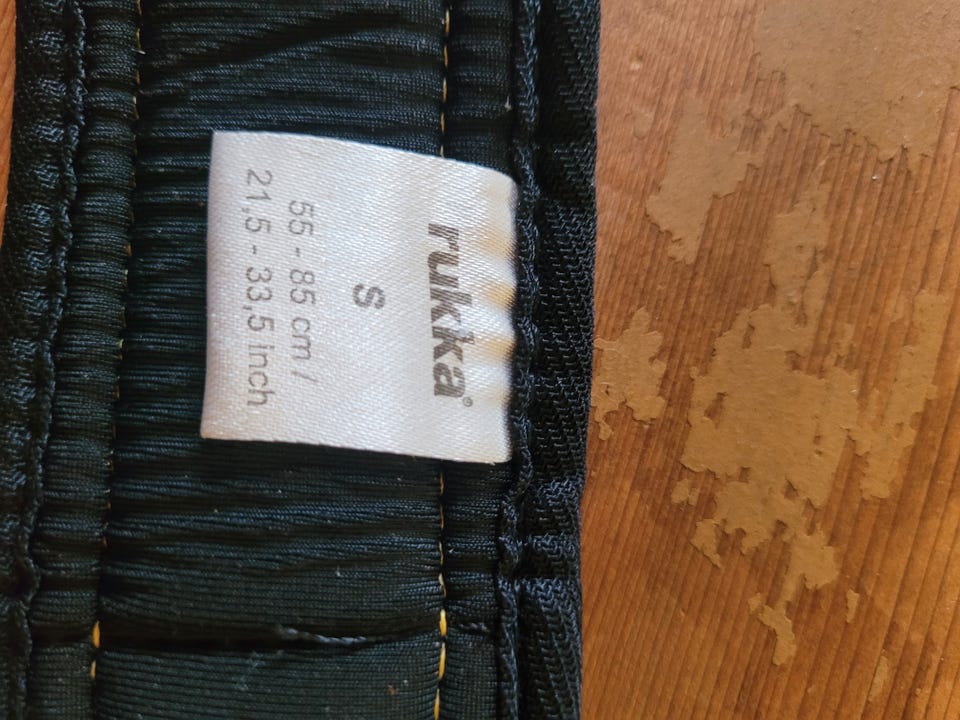 rukka®
S
55 - 85 cm /
21,5 - 33,5 inch